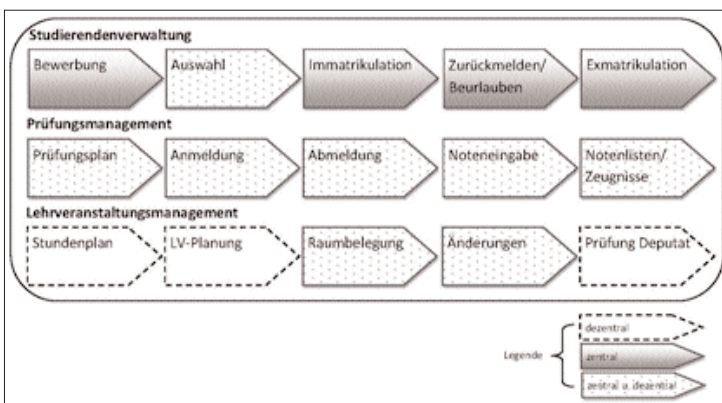 Studierendenverwaltung
Bewerbung
Auswahl
Immatrikulation
Zurückmelden/
Beurlauben
Exmatrikulation
Prüfungsmanagement
Prüfungsplan
Anmeldung
Abmeldung
Noteneingabe
Notenlisten/
Zeugnisse
Lehrveranstaltungsmanagement
Stundenplan
LV-Planung
Raumbelegung
Änderungen
Prüfung Deputat
Legende
dezentral
zentral
zentral u. dezentral